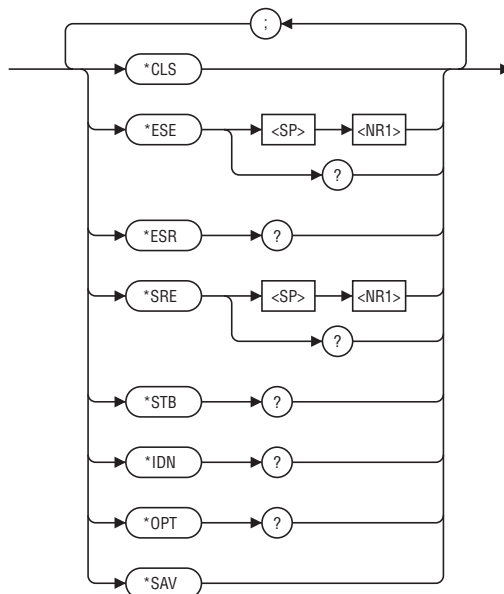 ;
*CLS
*ESE <SP> <NR1>
?
*ESR ?
*SRE <SP> <NR1>
?
*STB ?
*IDN ?
*OPT ?
*SAV